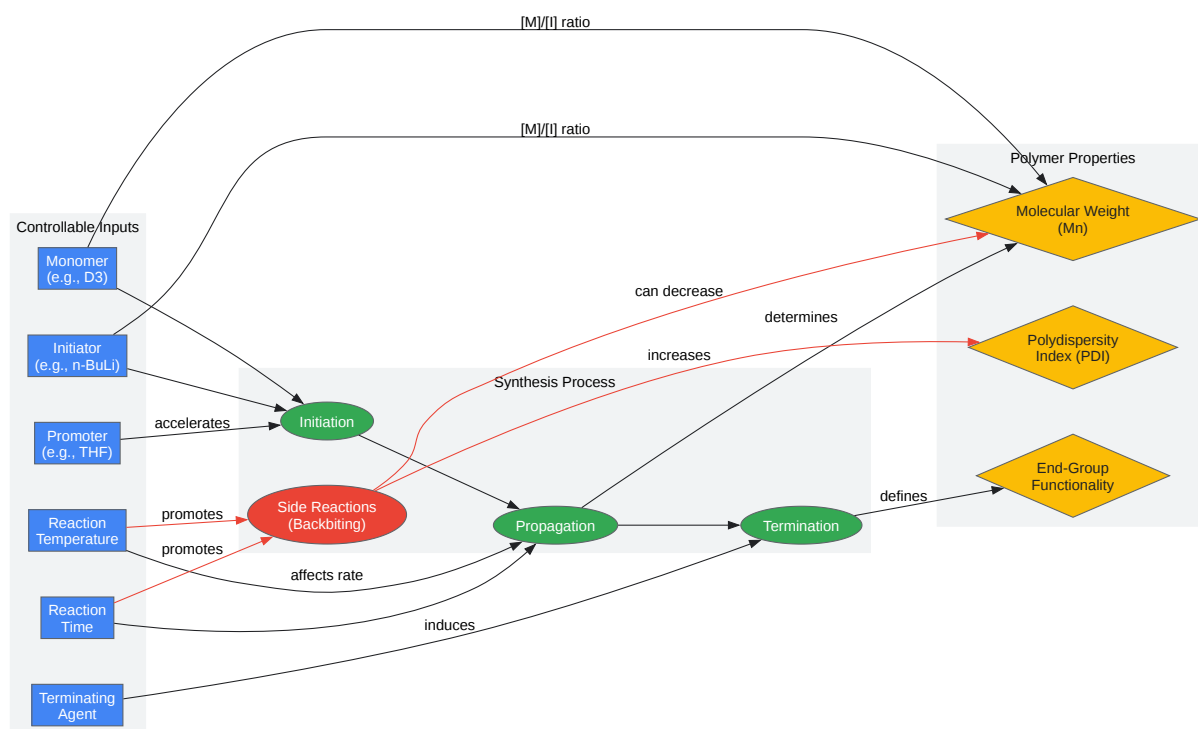 [M]/[I] ratio
[M]/[I] ratio
Controllable Inputs
Monomer
(e.g., D3)
Initiator
(e.g., n-BuLi)
Promoter
(e.g., THF)
Reaction
Temperature
Reaction
Time
Terminating
Agent
accelerates
promotes
promotes
affects rate
induces
Synthesis Process
Initiation
Side Reactions
(Backbiting)
Propagation
Termination
can decrease
increases
determines
defines
Polymer Properties
Molecular Weight
(Mn)
Polydispersity
Index (PDI)
End-Group
Functionality